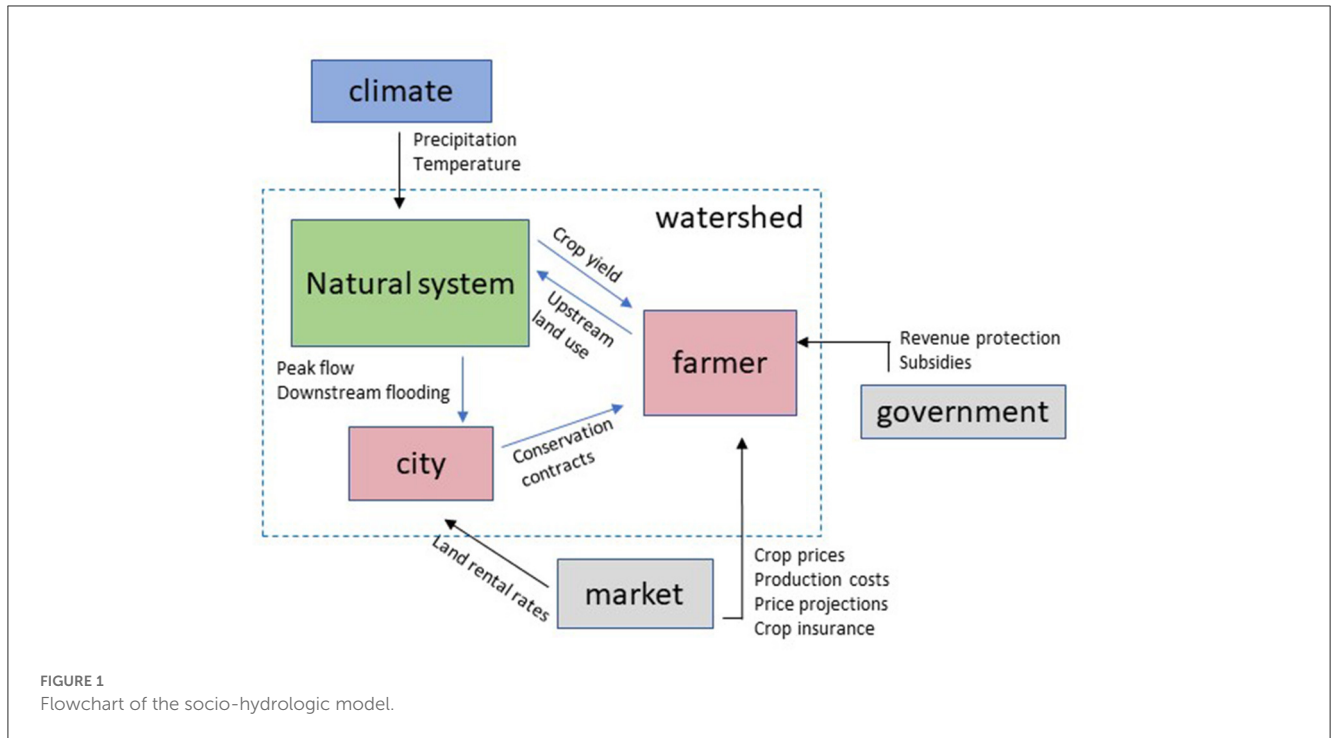 climate
Precipitation
Temperature
watershed
Natural system
Crop yield
Upstream
land use
farmer
Revenue protection
Subsidies
government
Peak flow
Downstream flooding
city
Conservation
contracts
Land rental rates
market
Crop prices
Production costs
Price projections
Crop insurance
FIGURE 1
Flowchart of the socio-hydrologic model.